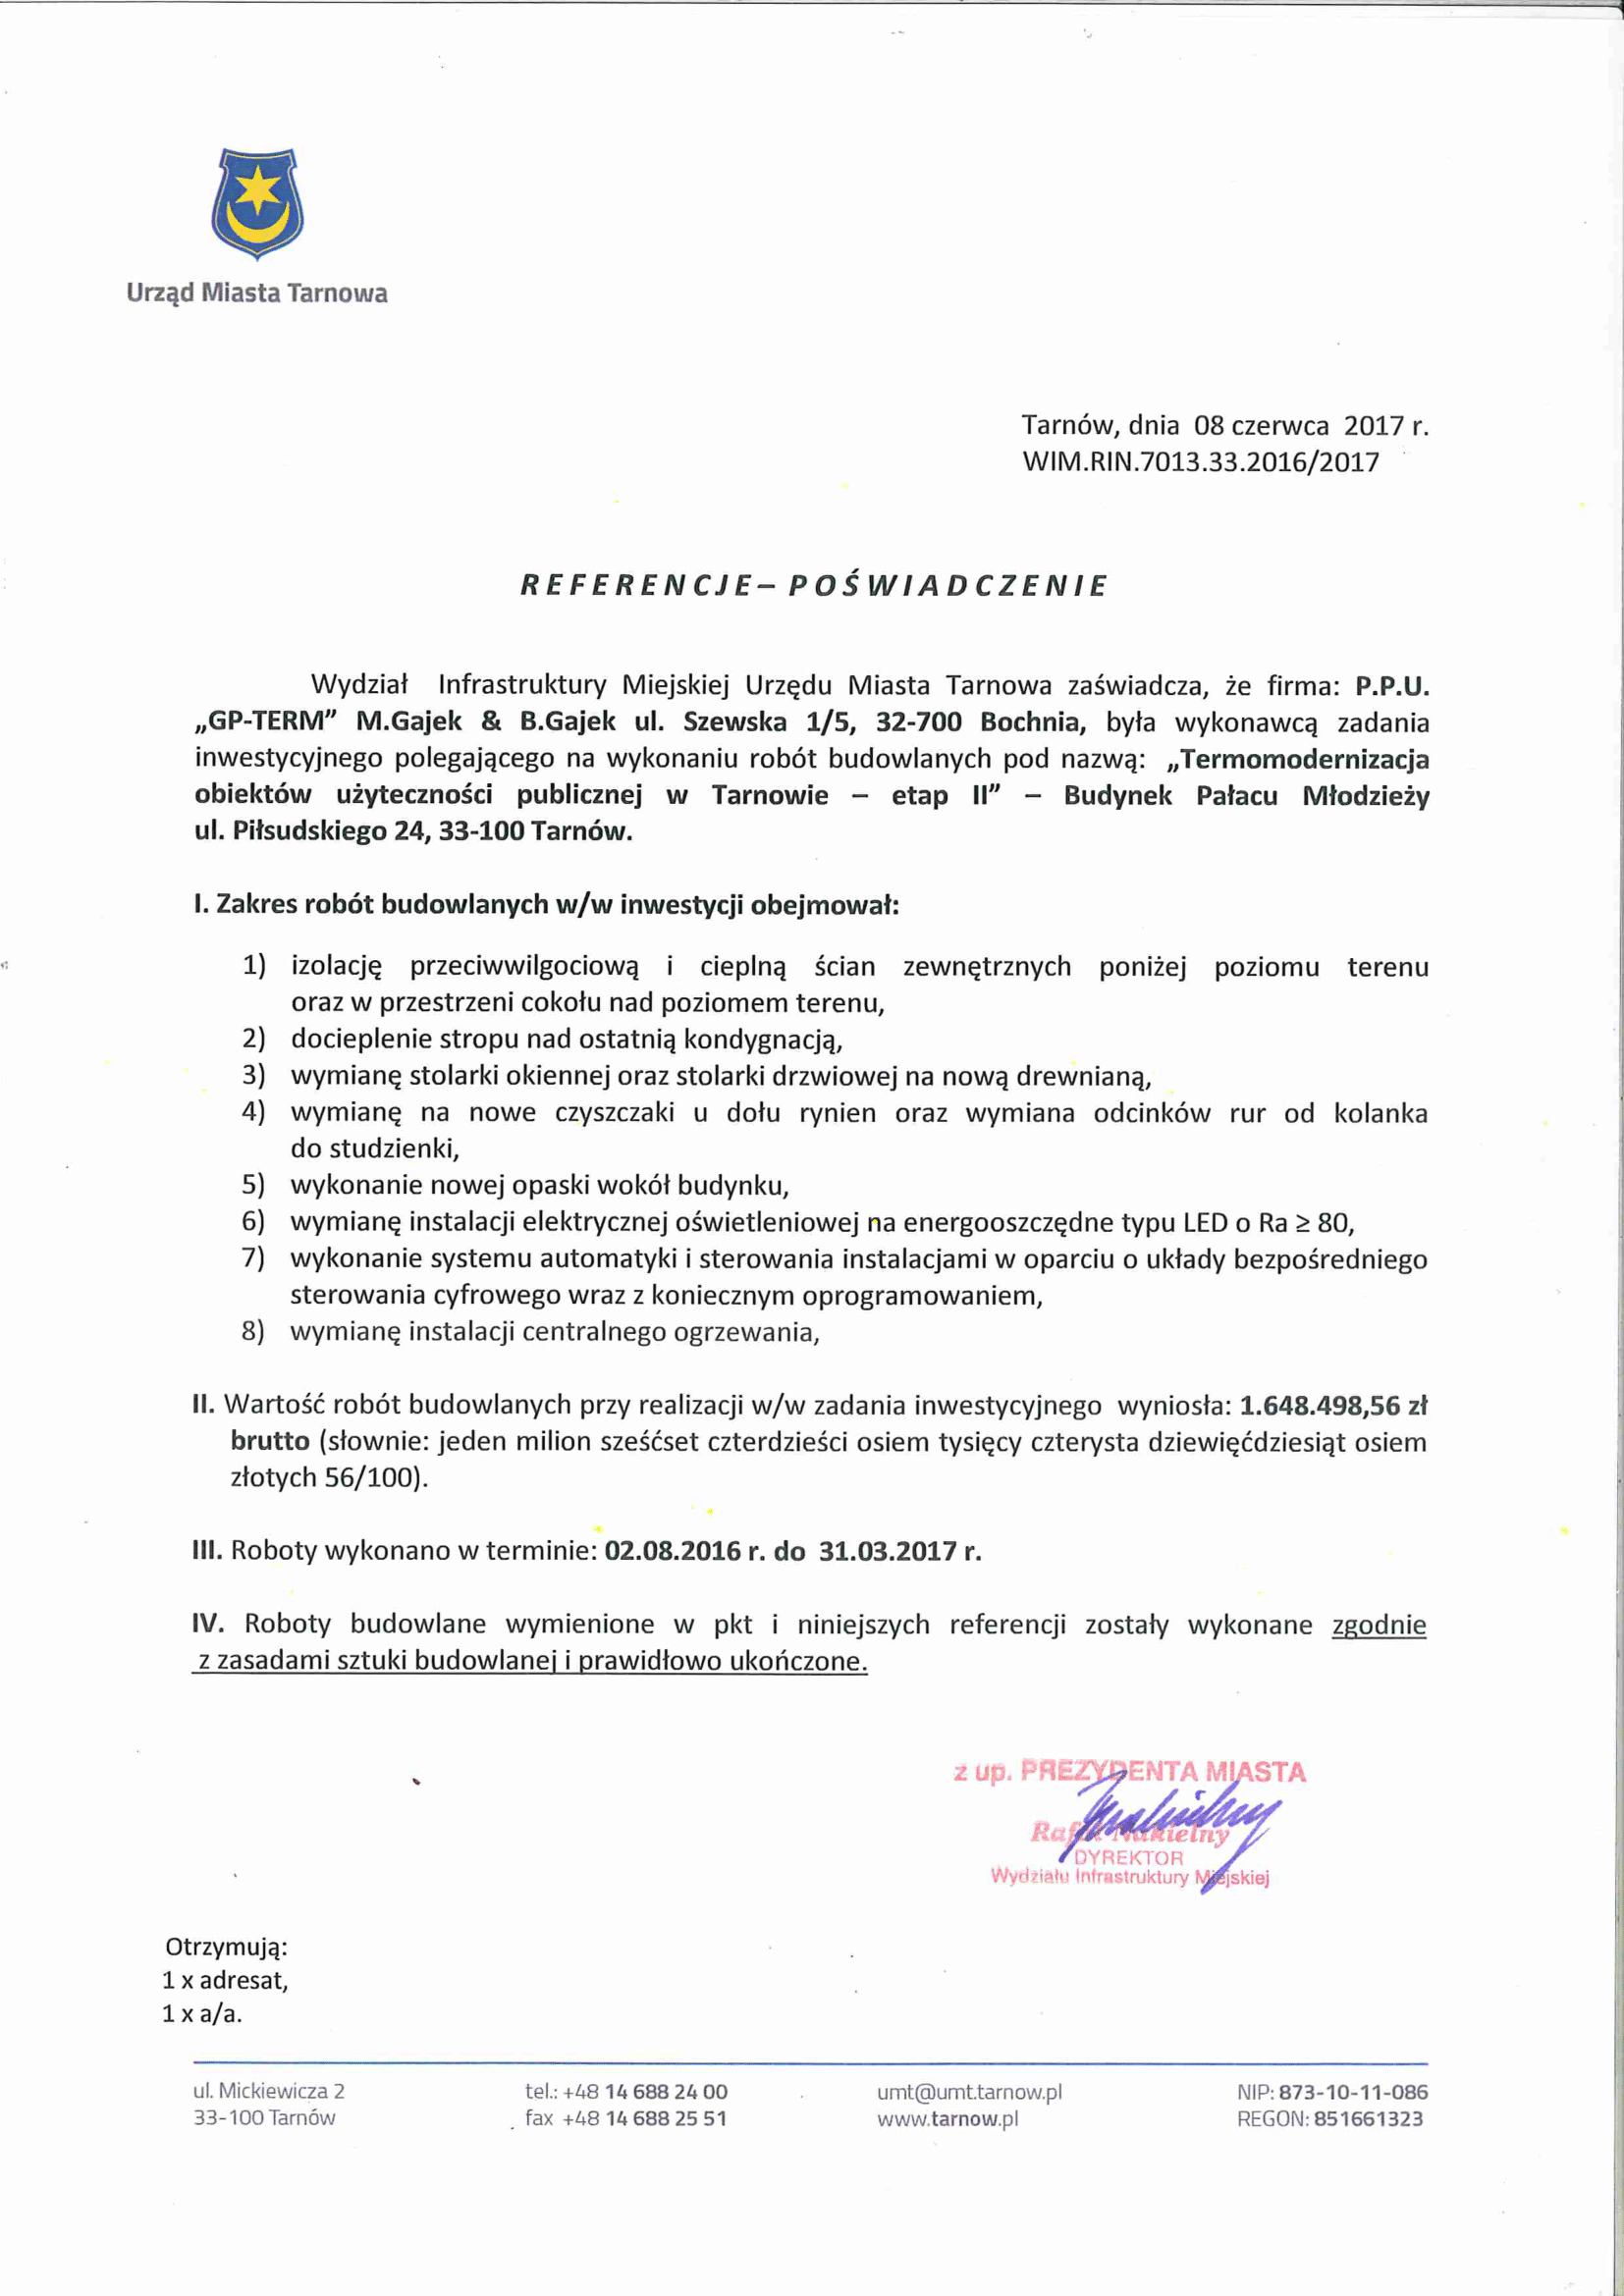 Urząd Miasta Tarnowa
Tarnów, dnia 08 czerwca 2017 r.
WIM.RIN.7013.33.2016/2017
REFERENCJE– POŚWIADCZENIE
Wydział Infrastruktury Miejskiej Urzędu Miasta Tarnowa zaświadcza, że firma: P.P.U.
„GP-TERM” M.Gajek & B.Gajek ul. Szewska 1/5, 32-700 Bochnia, była wykonawcą zadania
inwestycyjnego polegającego na wykonaniu robót budowlanych pod nazwą: „Termomodernizacja
obiektów użyteczności publicznej w Tarnowie – etap II” – Budynek Pałacu Młodzieży
ul. Piłsudskiego 24, 33-100 Tarnów.
I. Zakres robót budowlanych w/w inwestycji obejmował:
1) izolację przeciwwilgociową i cieplną ścian zewnętrznych poniżej poziomu terenu
oraz w przestrzeni cokołu nad poziomem terenu,
2) docieplenie stropu nad ostatnią kondygnacją,
3) wymianę stolarki okiennej oraz stolarki drzwiowej na nową drewnianą,
4) wymianę na nowe czyszczaki u dołu rynien oraz wymiana odcinków rur od kolanka
do studzienki,
5) wykonanie nowej opaski wokół budynku,
6) wymianę instalacji elektrycznej oświetleniowej na energooszczędne typu LED o Ra ≥ 80,
7) wykonanie systemu automatyki i sterowania instalacjami w oparciu o układy bezpośredniego
sterowania cyfrowego wraz z koniecznym oprogramowaniem,
8) wymianę instalacji centralnego ogrzewania,
II. Wartość robót budowlanych przy realizacji w/w zadania inwestycyjnego wyniosła: 1.648.498,56 zł
brutto (słownie: jeden milion sześćset czterdzieści osiem tysięcy czterysta dziewięćdziesiąt osiem
złotych 56/100).
III. Roboty wykonano w terminie: 02.08.2016 r. do 31.03.2017 r.
IV. Roboty budowlane wymienione w pkt i niniejszych referencji zostały wykonane zgodnie
z zasadami sztuki budowlanej i prawidłowo ukończone.
z up. PREZYDENTA MIASTA
Rafał Nakielny
DYREKTOR
Wydziału Infrastruktury Miejskiej
Otrzymują:
1 x adresat,
1 x a/a.
ul. Mickiewicza 2 tel.: +48 14 688 24 00 umt@umt.tarnow.pl NIP: 873-10-11-086
33-100 Tarnów fax +48 14 688 25 51 www.tarnow.pl REGON: 851661323